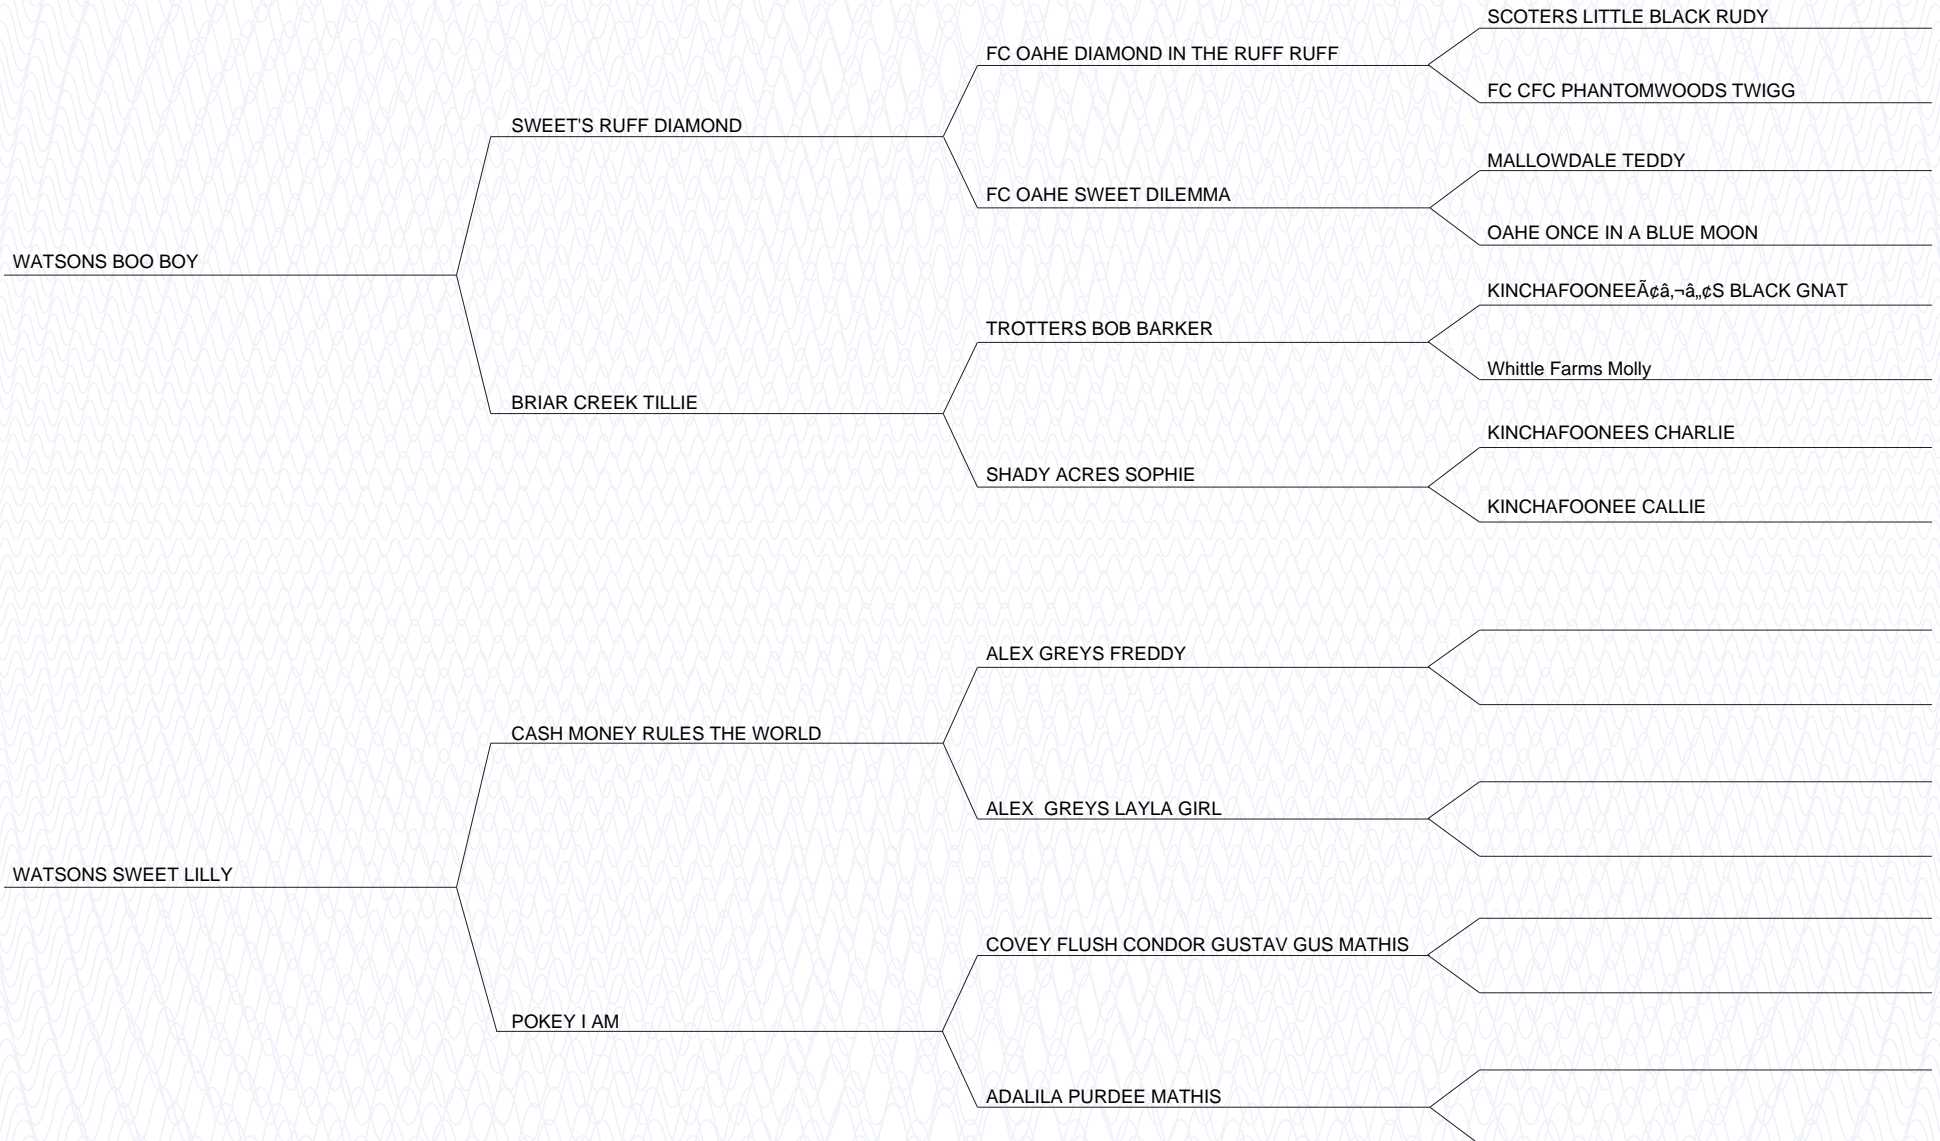 SCOTERS LITTLE BLACK RUDY
FC OAHE DIAMOND IN THE RUFF RUFF
FC CFC PHANTOMWOODS TWIGG
SWEET'S RUFF DIAMOND
MALLOWDALE TEDDY
FC OAHE SWEET DILEMMA
OAHE ONCE IN A BLUE MOON
WATSONS BOO BOY
KINCHAFOONEEÃ¢â‚¬â„¢S BLACK GNAT
TROTTERS BOB BARKER
Whittle Farms Molly
BRIAR CREEK TILLIE
KINCHAFOONEES CHARLIE
SHADY ACRES SOPHIE
KINCHAFOONEE CALLIE
ALEX GREYS FREDDY
CASH MONEY RULES THE WORLD
ALEX  GREYS LAYLA GIRL
WATSONS SWEET LILLY
COVEY FLUSH CONDOR GUSTAV GUS MATHIS
POKEY I AM
ADALILA PURDEE MATHIS